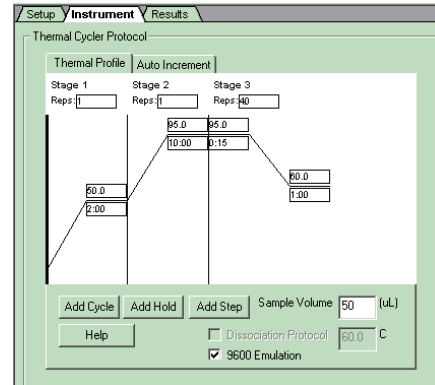 Setup Instrument Results
Thermal Cycler Protocol
Thermal Profile Auto Increment
Stage 1 Stage 2 Stage 3
Reps: 1 Reps: 1 Reps: 40
95.0 95.0
10:00 0:15
50.0
2:00
60.0
1:00
Add Cycle Add Hold Add Step Sample Volume 50 (uL)
Help
Dissociation Protocol 60.0 C
9600 Emulation